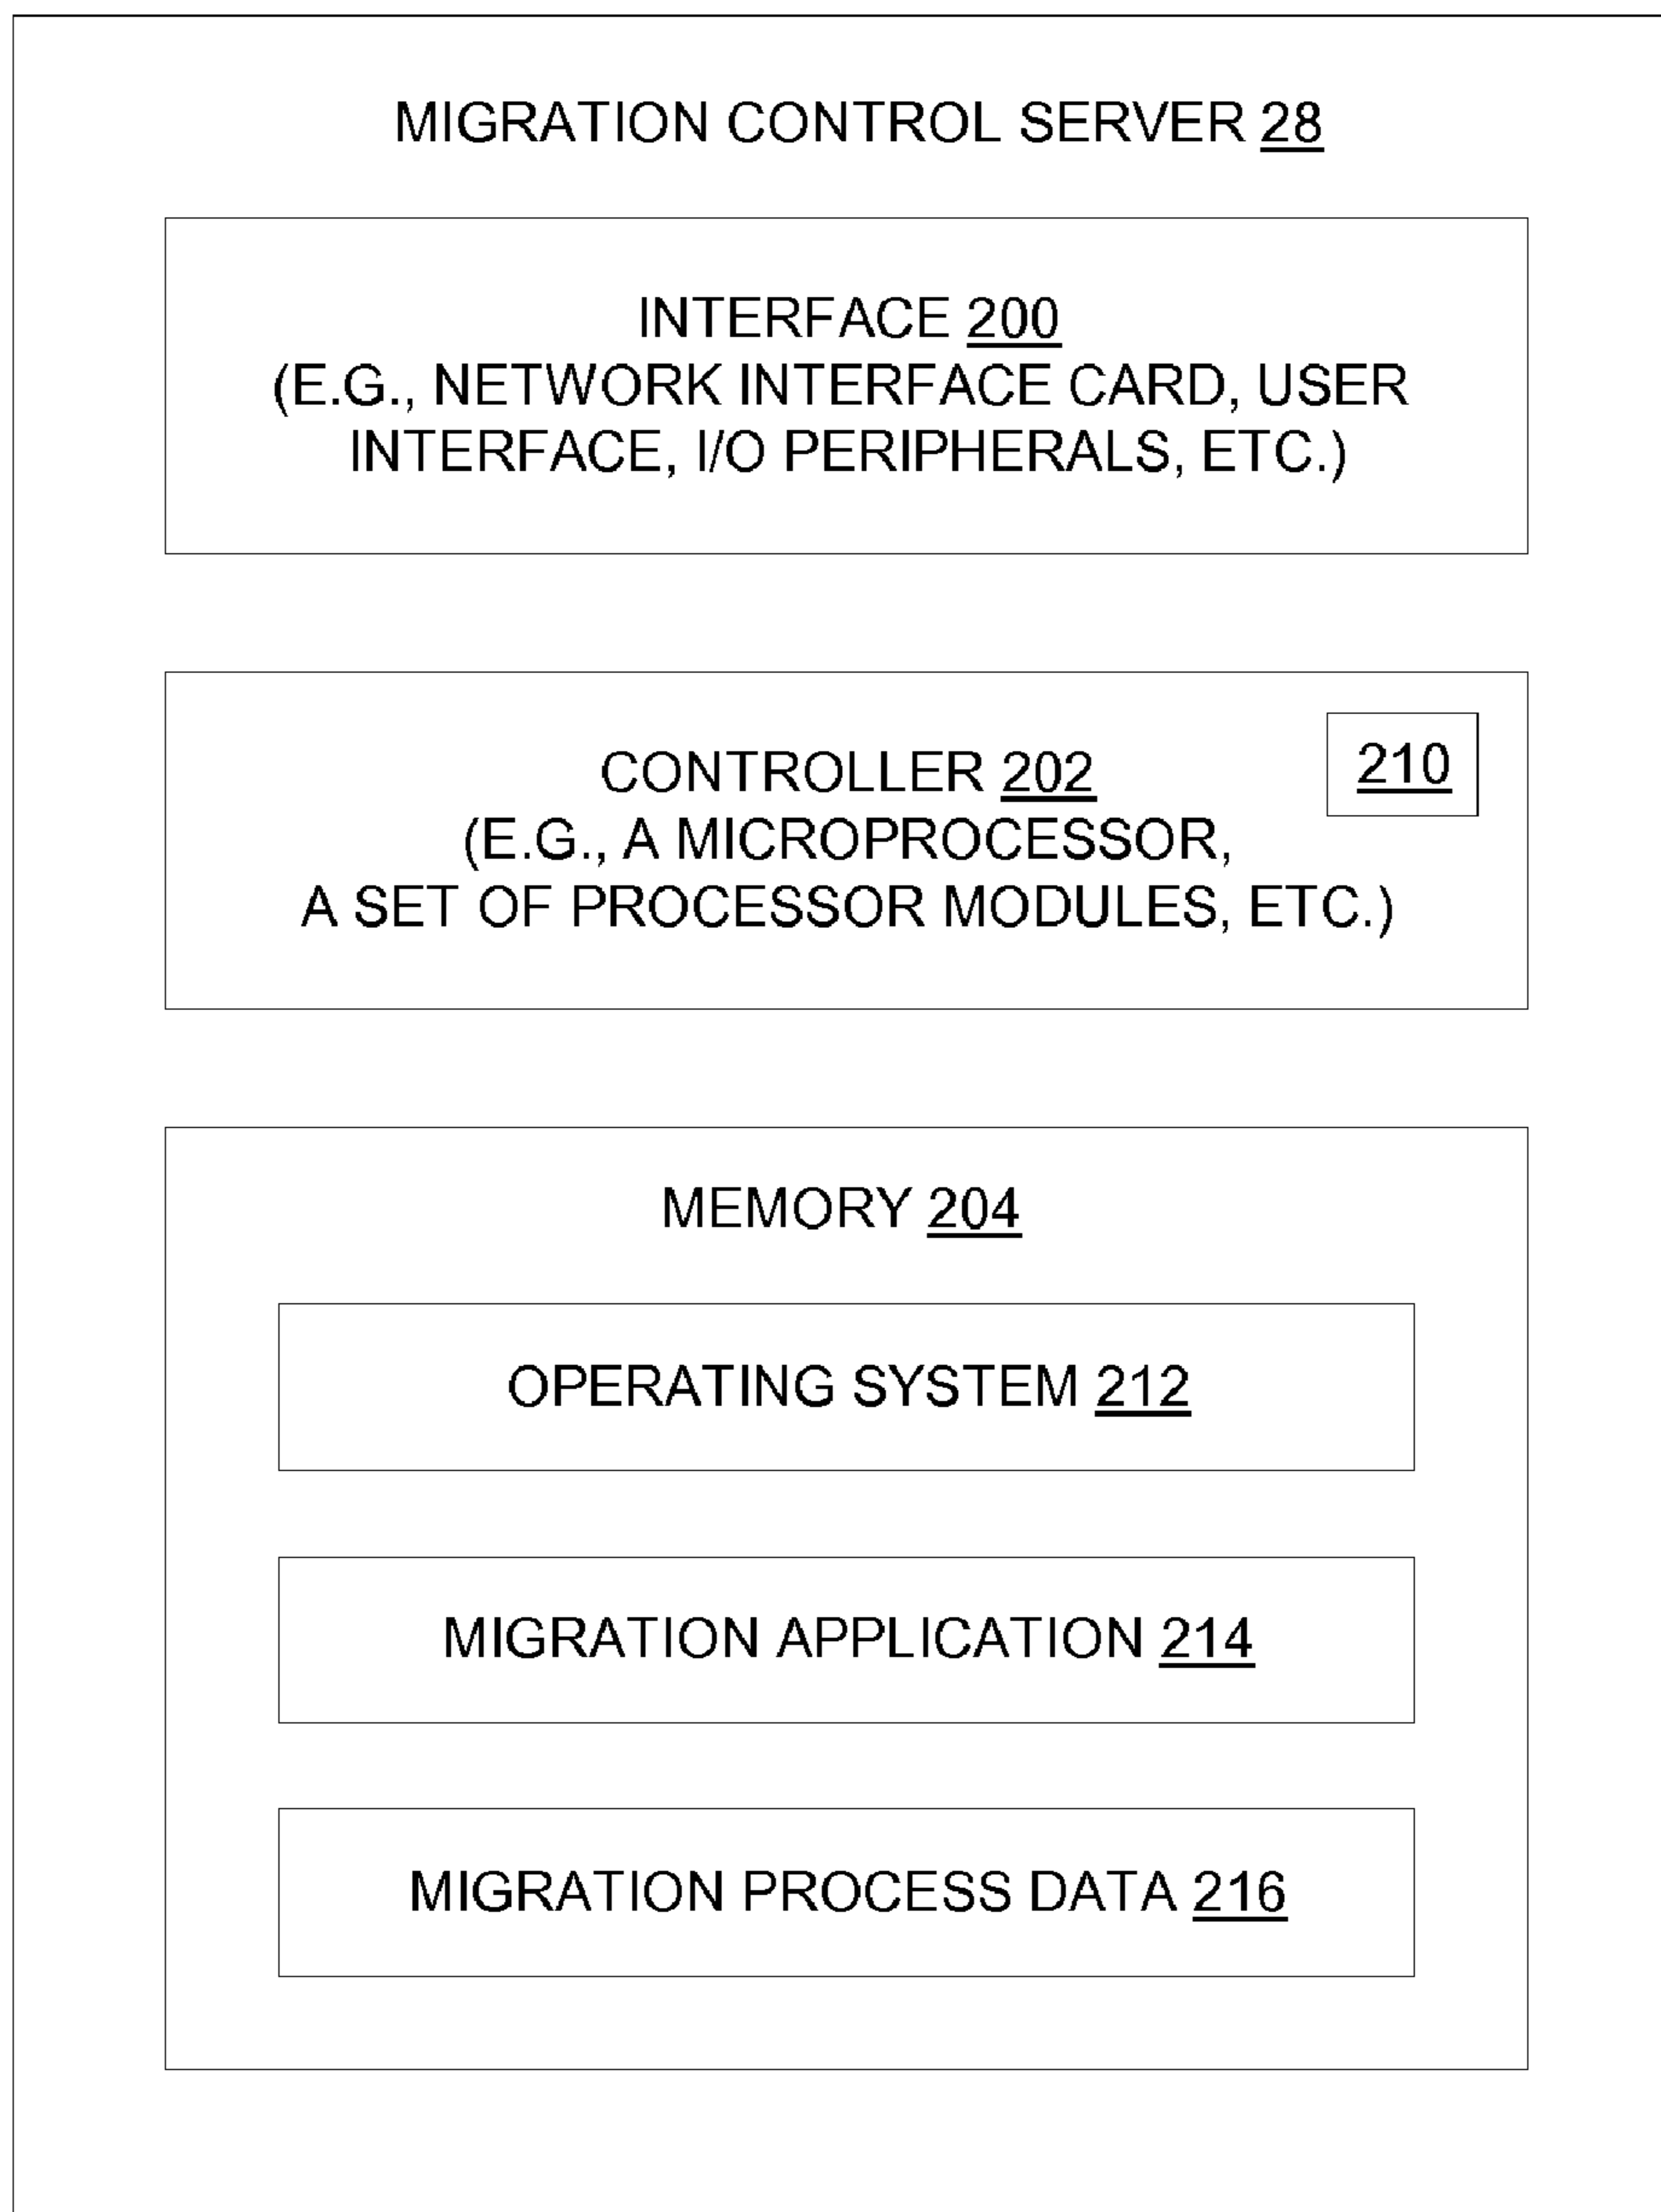 MIGRATION CONTROL SERVER 28
INTERFACE 200
(E.G., NETWORK INTERFACE CARD, USER
INTERFACE, I/O PERIPHERALS, ETC.)
210
CONTROLLER 202
(E.G., A MICROPROCESSOR,
A SET OF PROCESSOR MODULES, ETC.)
MEMORY 204
OPERATING SYSTEM 212
MIGRATION APPLICATION 214
MIGRATION PROCESS DATA 216